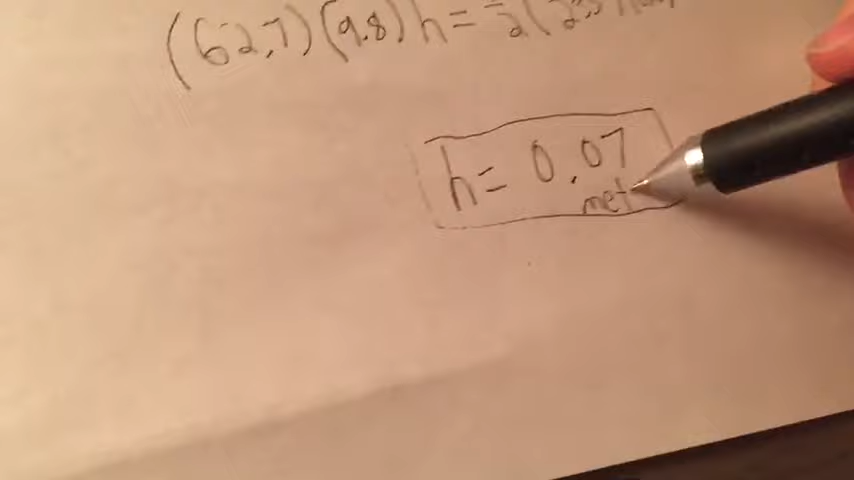 (62.7)(9.8)h =
h = 0.07
met